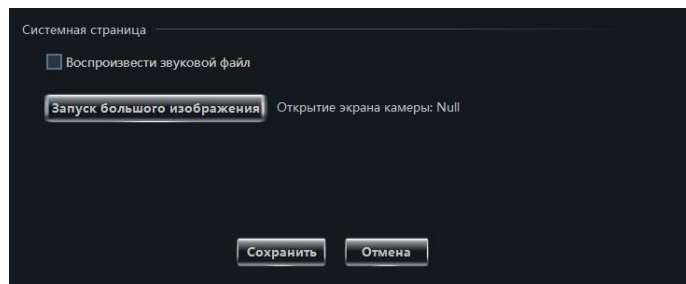 Системная страница
Воспроизвести звуковой файл
Запуск большого изображения Открытие экрана камеры: Null
Сохранить Отмена